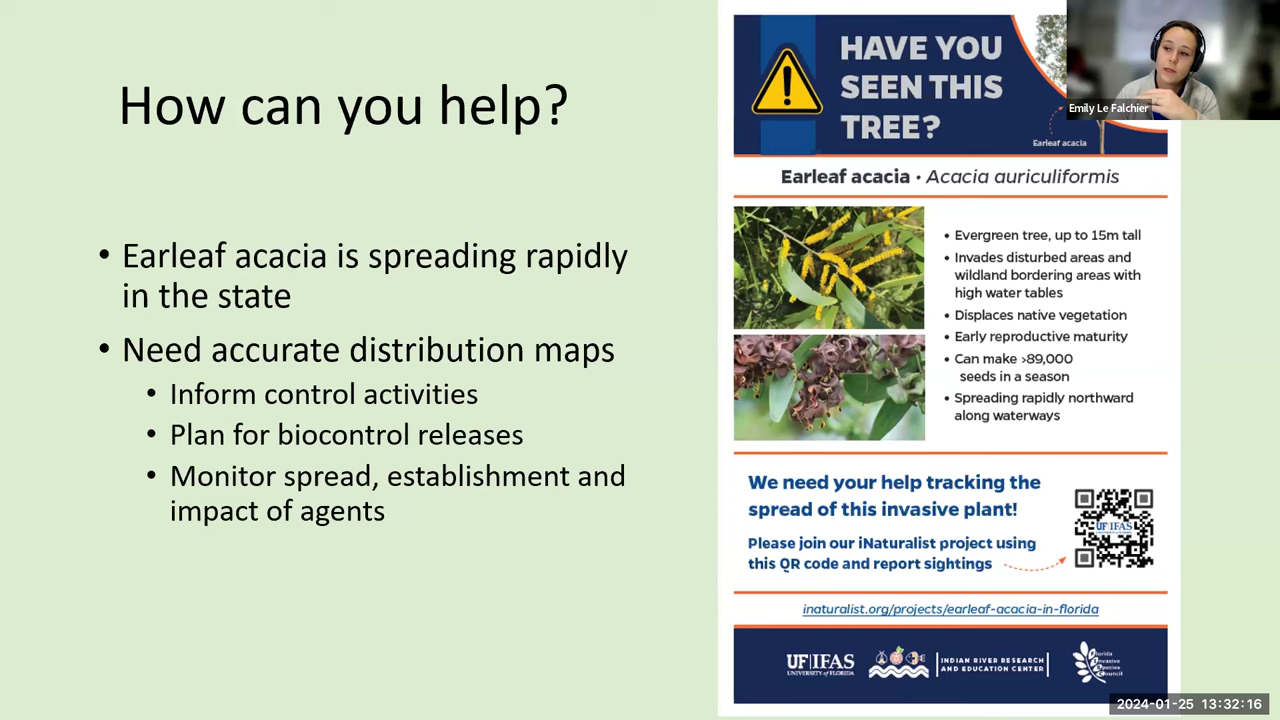 How can you help?
• Earleaf acacia is spreading rapidly
in the state
• Need accurate distribution maps
• Inform control activities
• Plan for biocontrol releases
• Monitor spread, establishment and
impact of agents
HAVE YOU
SEEN THIS
TREE?
Earleaf acacia
Emily Le Falchier
Earleaf acacia • Acacia auriculiformis
• Evergreen tree, up to 15m tall
• Invades disturbed areas and
wildland bordering areas with
high water tables
• Displaces native vegetation
• Early reproductive maturity
• Can make >89,000
seeds in a season
• Spreading rapidly northward
along waterways
We need your help tracking the
spread of this invasive plant!
Please join our iNaturalist project using
this QR code and report sightings
UF|IFAS
inaturalist.org/projects/earleaf-acacia-in-florida
UF|IFAS
UNIVERSITY of FLORIDA
INDIAN RIVER RESEARCH
AND EDUCATION CENTER
Florida
Invasive
Species
Council
2024-01-25 13:32:16